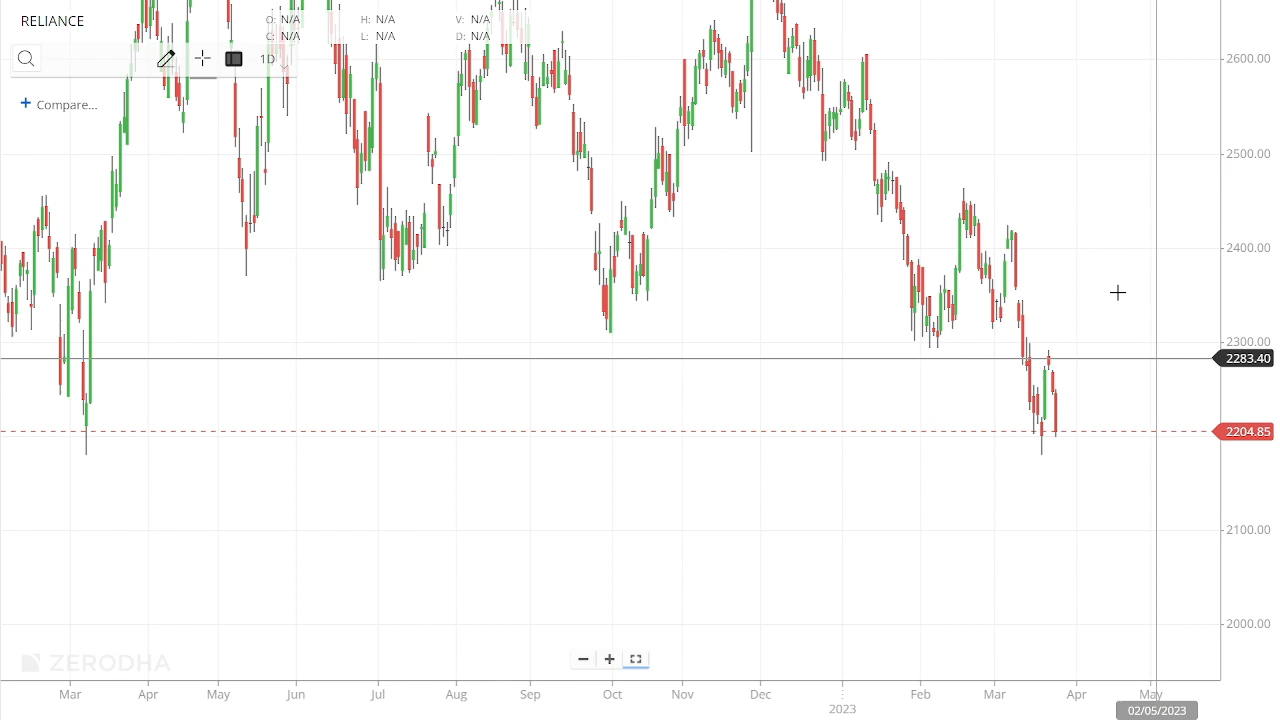 RELIANCE O: N/A H: N/A V: N/A
C: N/A L: N/A D: N/A
1D
+ Compare...
2600.00
2500.00
2400.00
2300.00
2283.40
2204.85
2100.00
2000.00
ZERODHA
Mar Apr May Jun Jul Aug Sep Oct Nov Dec 2023 Feb Mar Apr May
02/05/2023